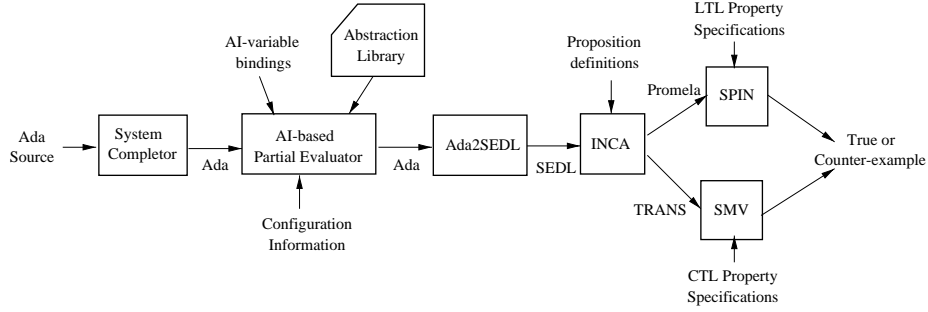 LTL Property
Specifications
AI-variable
bindings
Abstraction
Library
Proposition
definitions
Promela
SPIN
Ada
Source
System
Completor
Ada
AI-based
Partial Evaluator
Ada
Ada2SEDL
SEDL
INCA
True or
Counter-example
TRANS
SMV
Configuration
Information
CTL Property
Specifications